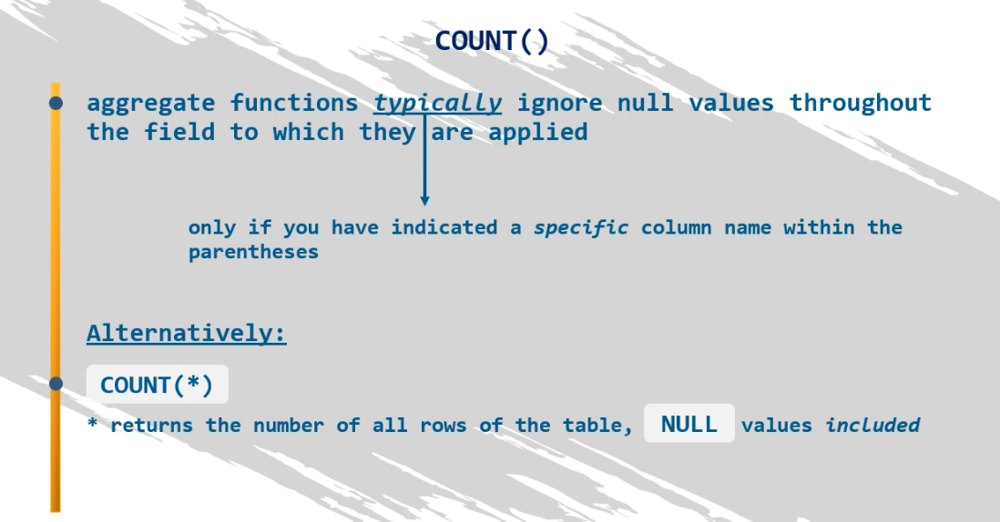 COUNT()
aggregate functions typically ignore null values throughout
the field to which they are applied
only if you have indicated a specific column name within the
parentheses
Alternatively:
COUNT(*)
* returns the number of all rows of the table, NULL values included